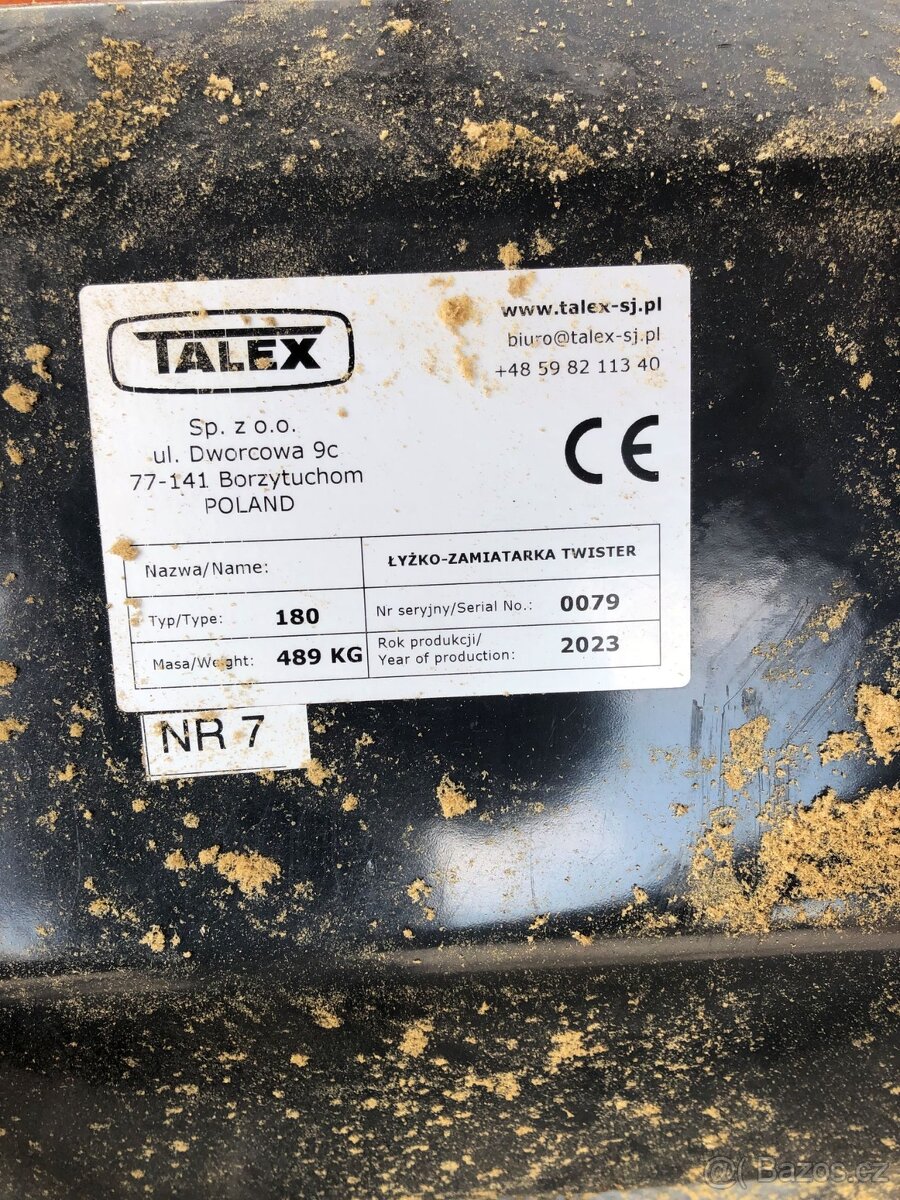 TALEX
www.talex-sj.pl
biuro@talex-sj.pl
+48 59 82 113 40
Sp. z o.o.
ul. Dworcowa 9c
77-141 Borzytuchom
POLAND
CE
Nazwa/Name: ŁYŻKO-ZAMIATARKA TWISTER
Typ/Type: 180 Nr seryjny/Serial No.: 0079
Masa/Weight: 489 KG Rok produkcji/
Year of production: 2023
NR 7
Bazos.cz